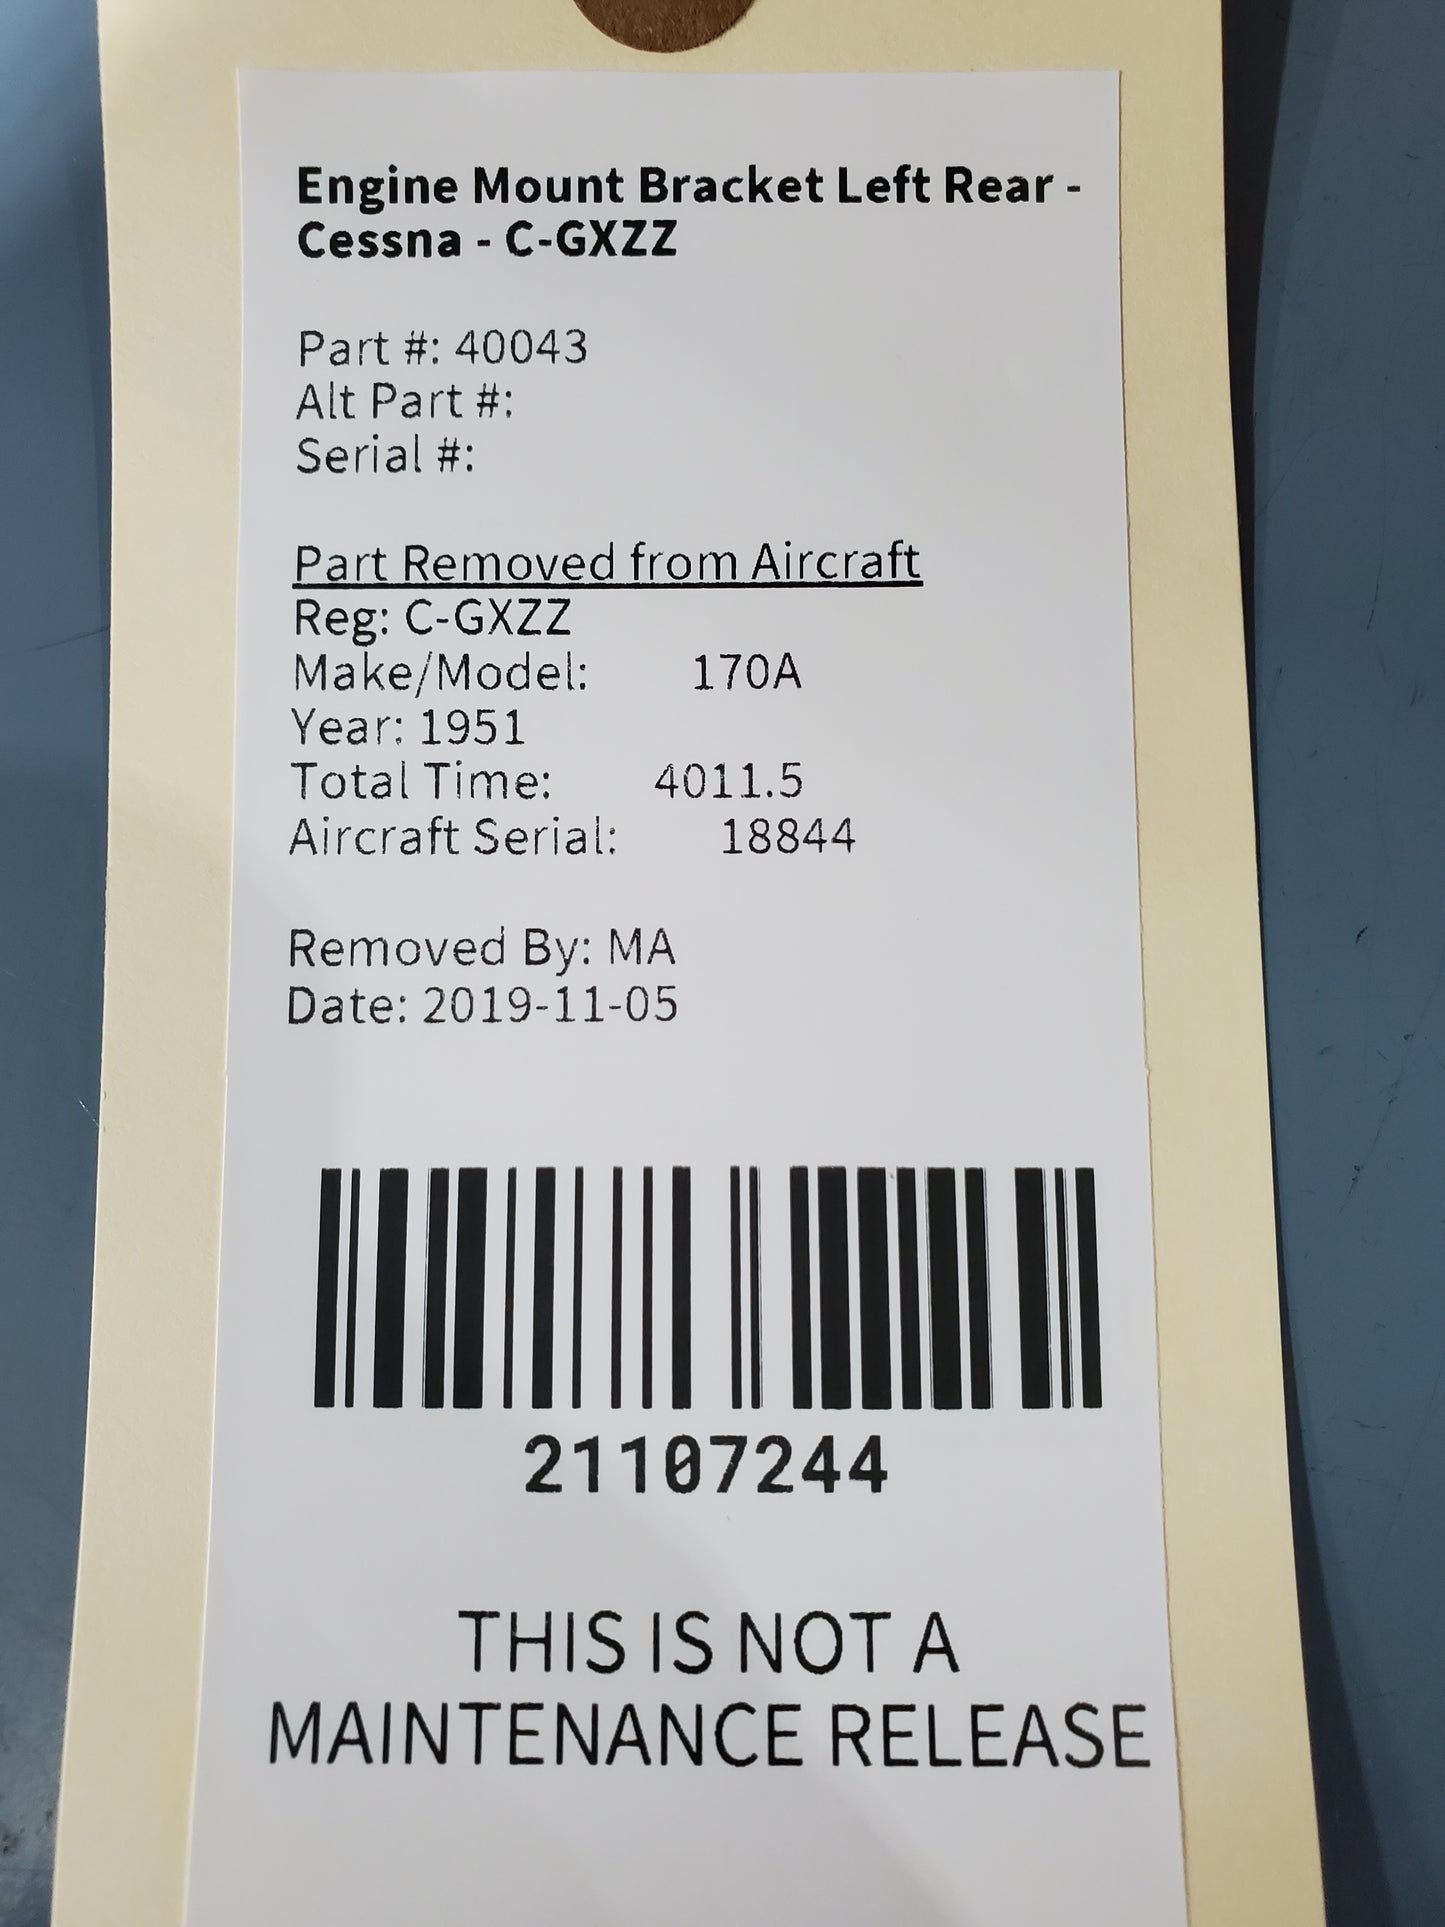 Engine Mount Bracket Left Rear -
Cessna - C-GXZZ
Part #: 40043
Alt Part #:
Serial #:
Part Removed from Aircraft
Reg: C-GXZZ
Make/Model: 170A
Year: 1951
Total Time: 4011.5
Aircraft Serial: 18844
Removed By: MA
Date: 2019-11-05
21107244
THIS IS NOT A
MAINTENANCE RELEASE